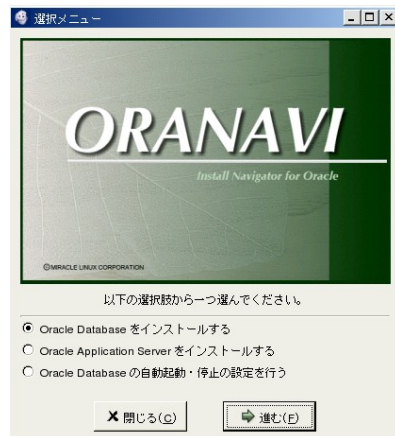 選択メニュー
ORANAVI
Install Navigator for Oracle
©MIRACLE LINUX CORPORATION
以下の選択肢から一つ選んでください。
Oracle Database をインストールする
Oracle Application Server をインストールする
Oracle Database の自動起動・停止の設定を行う
閉じる(C) 進む(F)